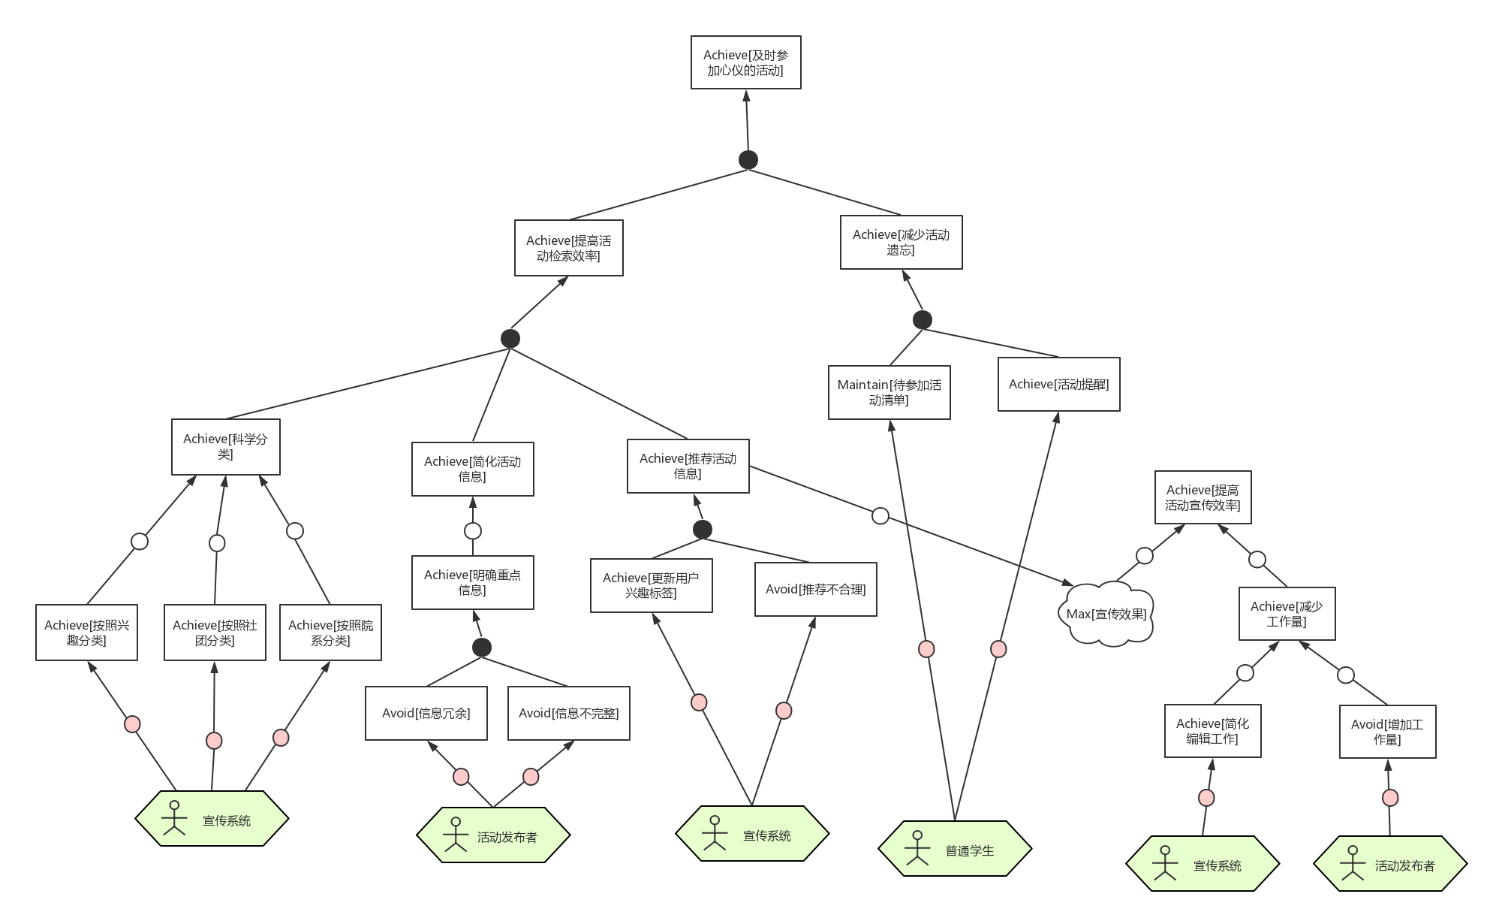 Achieve[及时参
加心仪的活动]
Achieve[提高活
动检索效率]
Achieve[减少活动
遗忘]
Maintain[待参加活
动清单]
Achieve[活动提醒]
Achieve[科学分
类]
Achieve[简化活动
信息]
Achieve[推荐活动
信息]
Achieve[提高
活动宣传效率]
Achieve[明确重点
信息]
Achieve[更新用户
兴趣标签]
Avoid[推荐不合理]
Max[宣传效果]
Achieve[减少
工作量]
Achieve[按照兴
趣分类]
Achieve[按照社
团分类]
Achieve[按照院
系分类]
Avoid[信息冗余]
Avoid[信息不完整]
Achieve[简化
编辑工作]
Avoid[增加工
作量]
宣传系统
活动发布者
宣传系统
普通学生
宣传系统
活动发布者